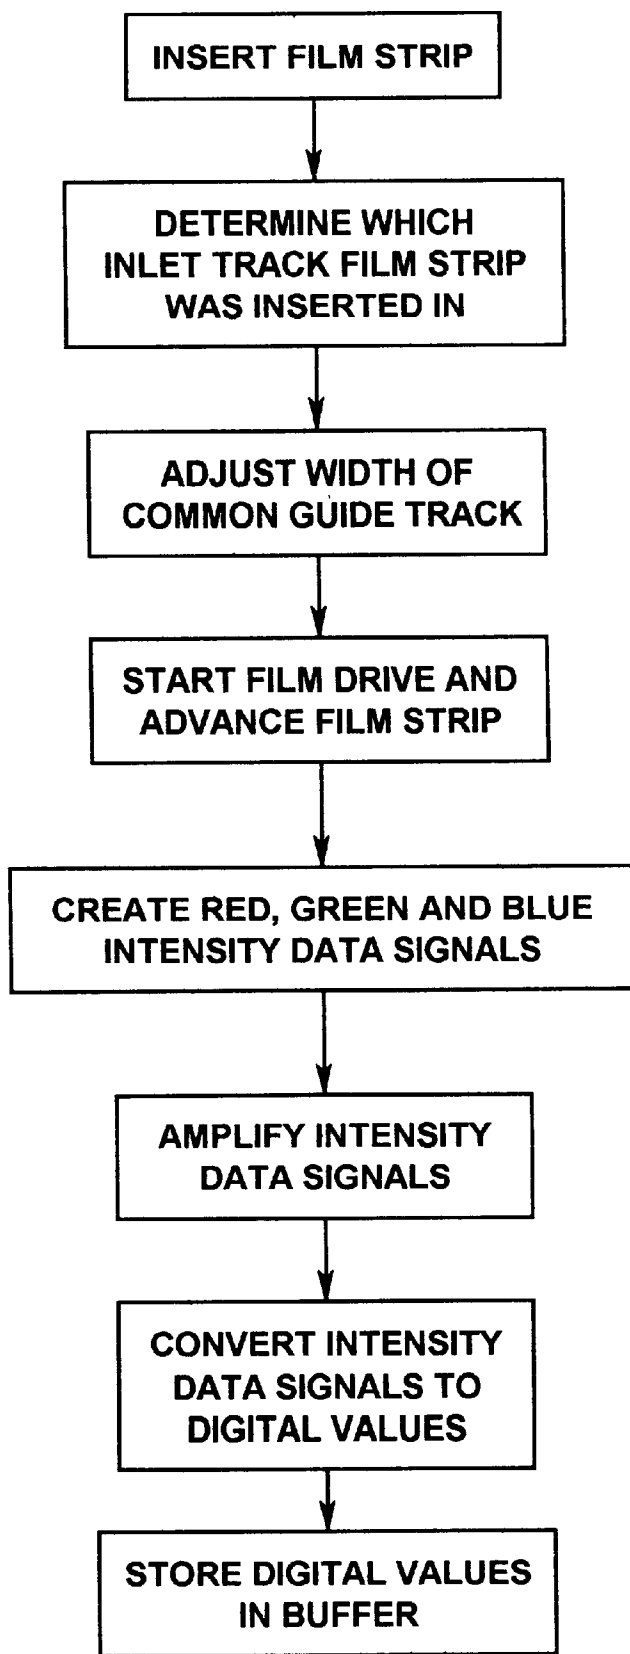 INSERT FILM STRIP
DETERMINE WHICH
INLET TRACK FILM STRIP
WAS INSERTED IN
ADJUST WIDTH OF
COMMON GUIDE TRACK
START FILM DRIVE AND
ADVANCE FILM STRIP
CREATE RED, GREEN AND BLUE
INTENSITY DATA SIGNALS
AMPLIFY INTENSITY
DATA SIGNALS
CONVERT INTENSITY
DATA SIGNALS TO
DIGITAL VALUES
STORE DIGITAL VALUES
IN BUFFER